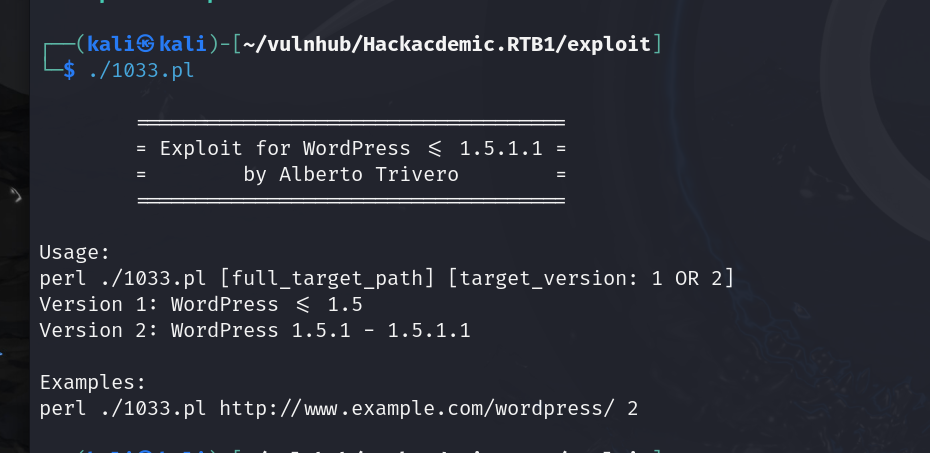 ┌──(kali㉿kali)-[~/vulnhub/Hackacdemic.RTB1/exploit]
└─$ ./1033.pl
====================================
= Exploit for WordPress <= 1.5.1.1 =
= by Alberto Trivero =
====================================
Usage:
perl ./1033.pl [full_target_path] [target_version: 1 OR 2]
Version 1: WordPress <= 1.5
Version 2: WordPress 1.5.1 - 1.5.1.1
Examples:
perl ./1033.pl http://www.example.com/wordpress/ 2